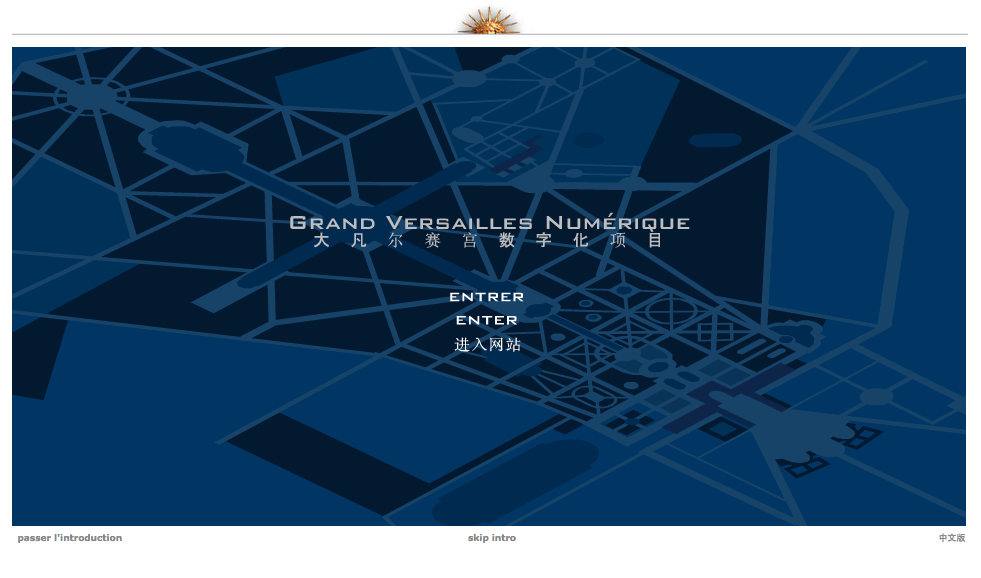 GRAND VERSAILLES NUMÉRIQUE
大凡尔赛宫数字化项目
ENTRER
ENTER
进入网站
passer l'introduction
skip intro
中文版